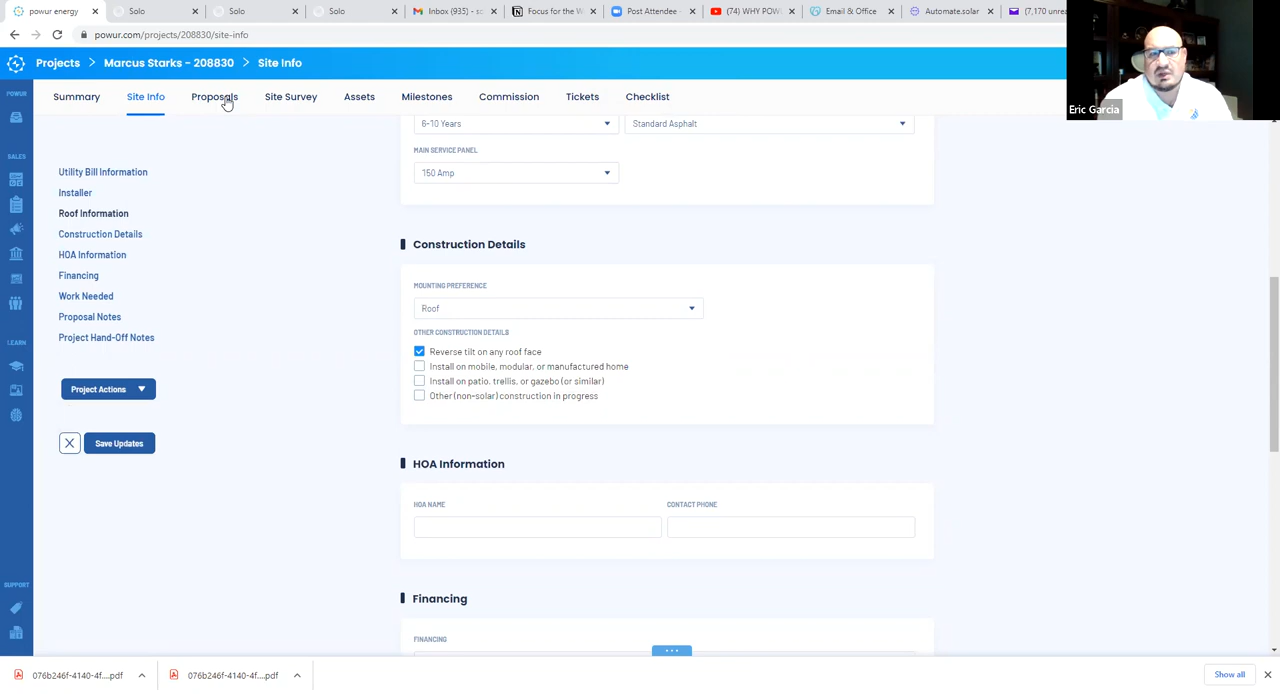 powur energy
Solo
Solo
Solo
Inbox (935) - sc
Focus for the W
Post Attendee -
(74) WHY POW
Email & Office
Automate.solar
(7,170 unrea
powur.com/projects/208830/site-info
Projects > Marcus Starks - 208830 > Site Info
Eric Garcia
Summary
Site Info
Proposals
Site Survey
Assets
Milestones
Commission
Tickets
Checklist
POWUR
SALES
LEARN
SUPPORT
Utility Bill Information
Installer
Roof Information
Construction Details
HOA Information
Financing
Work Needed
Proposal Notes
Project Hand-Off Notes
Project Actions
Save Updates
6-10 Years
Standard Asphalt
MAIN SERVICE PANEL
150 Amp
Construction Details
MOUNTING PREFERENCE
Roof
OTHER CONSTRUCTION DETAILS
Reverse tilt on any roof face
Install on mobile, modular, or manufactured home
Install on patio, trellis, or gazebo (or similar)
Other (non-solar) construction in progress
HOA Information
HOA NAME
CONTACT PHONE
Financing
FINANCING
076b246f-4140-4f....pdf
076b246f-4140-4f....pdf
Show all